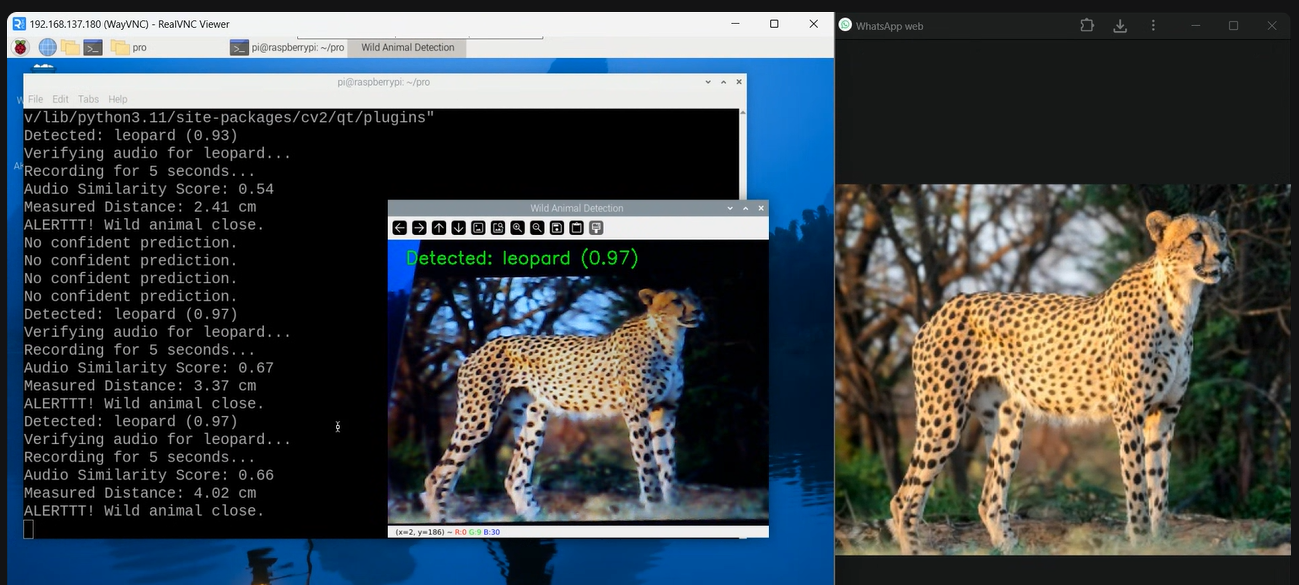 192.168.137.180 (WayVNC) - RealVNC Viewer
WhatsApp web
pro
pi@raspberrypi: ~/pro
Wild Animal Detection
pi@raspberrypi: ~/pro
File Edit Tabs Help
v/lib/python3.11/site-packages/cv2/qt/plugins"
Detected: leopard (0.93)
Verifying audio for leopard...
Recording for 5 seconds...
Audio Similarity Score: 0.54
Measured Distance: 2.41 cm
ALERTTT! Wild animal close.
No confident prediction.
No confident prediction.
No confident prediction.
No confident prediction.
Detected: leopard (0.97)
Verifying audio for leopard...
Recording for 5 seconds...
Audio Similarity Score: 0.67
Measured Distance: 3.37 cm
ALERTTT! Wild animal close.
Detected: leopard (0.97)
Verifying audio for leopard...
Recording for 5 seconds...
Audio Similarity Score: 0.66
Measured Distance: 4.02 cm
ALERTTT! Wild animal close.
Wild Animal Detection
Detected: leopard (0.97)
(x=2, y=186) ~ R:0 G:9 B:30